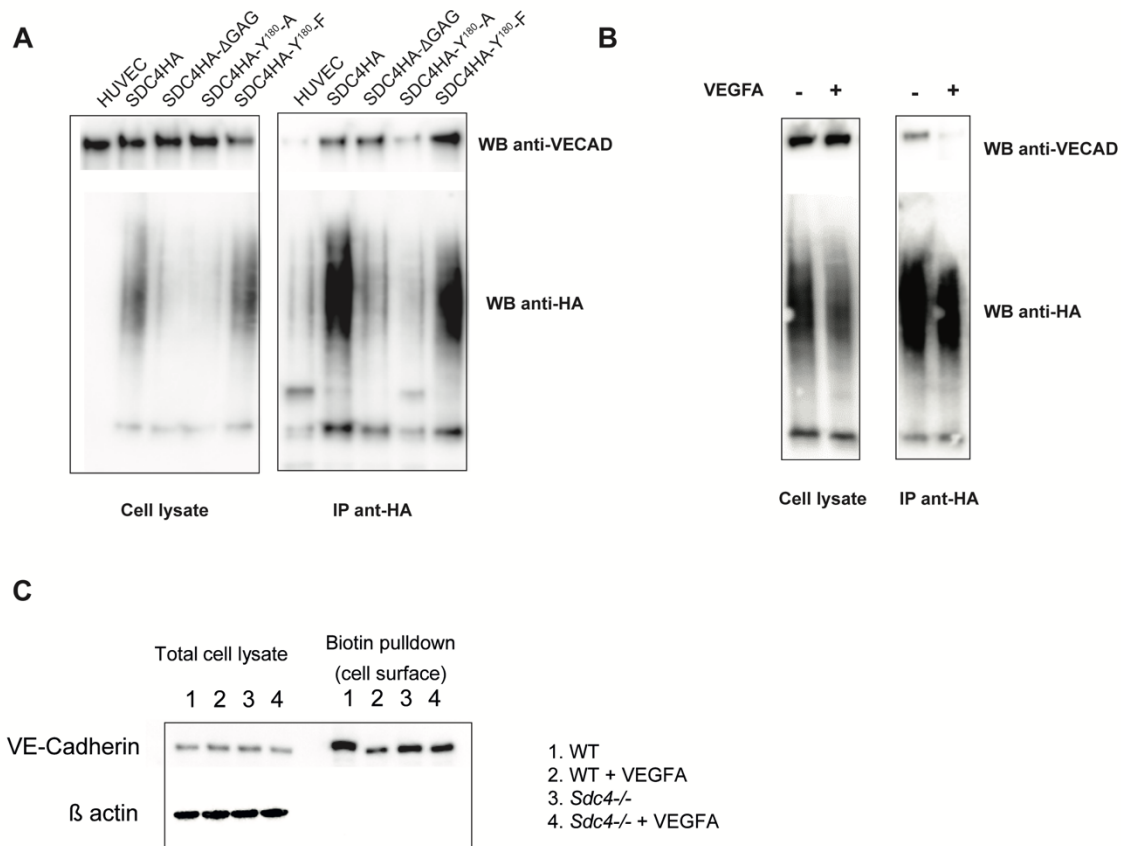 A
HUVEC
SDC4HA
SDC4HA-ΔGAG
SDC4HA-Y¹⁸⁰-A
SDC4HA-Y¹⁸⁰-F
HUVEC
SDC4HA
SDC4HA-ΔGAG
SDC4HA-Y¹⁸⁰-A
SDC4HA-Y¹⁸⁰-F
WB anti-VECAD
WB anti-HA
Cell lysate
IP ant-HA
B
VEGFA - + - +
WB anti-VECAD
WB anti-HA
Cell lysate
IP ant-HA
C
Total cell lysate
Biotin pulldown
(cell surface)
1 2 3 4 1 2 3 4
VE-Cadherin
ß actin
1. WT
2. WT + VEGFA
3. Sdc4-/-
4. Sdc4-/- + VEGFA